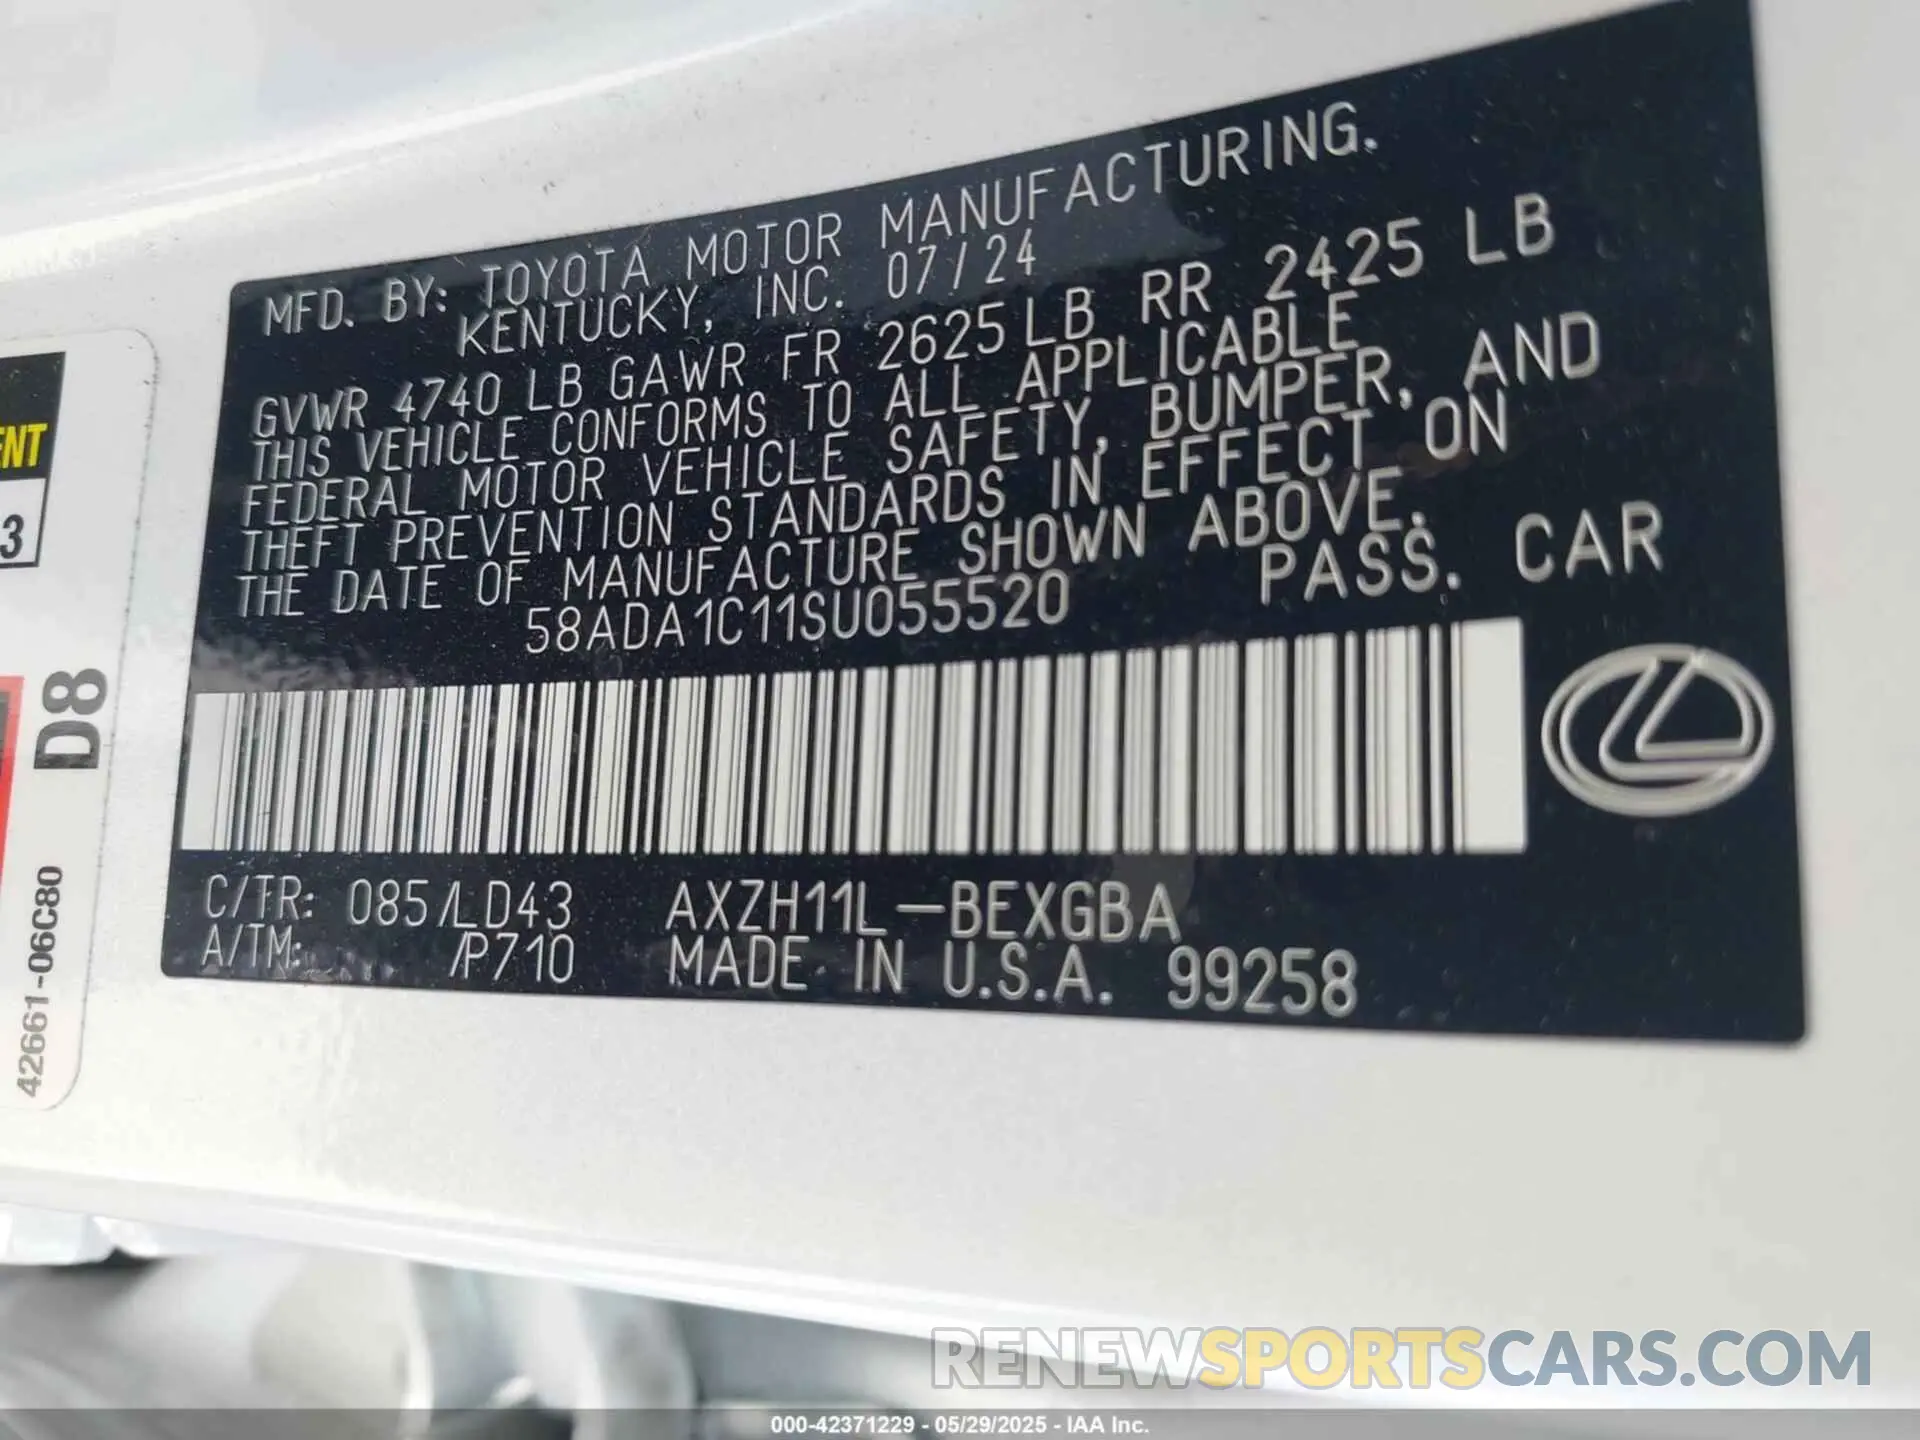 MFD. BY: TOYOTA MOTOR MANUFACTURING.
KENTUCKY, INC. 07/24
GVWR 4740 LB GAWR FR 2625 LB RR 2425 LB
THIS VEHICLE CONFORMS TO ALL APPLICABLE
FEDERAL MOTOR VEHICLE SAFETY, BUMPER, AND
THEFT PREVENTION STANDARDS IN EFFECT ON
THE DATE OF MANUFACTURE SHOWN ABOVE.
58ADA1C11SU055520 PASS. CAR
C/TR: 085/LD43 AXZH11L-BEXGBA
A/TM: /P710 MADE IN U.S.A. 99258
3
D8
42661-06C80
RENEWSPORTSCARS.COM
000-42371229 - 05/29/2025 - IAA Inc.